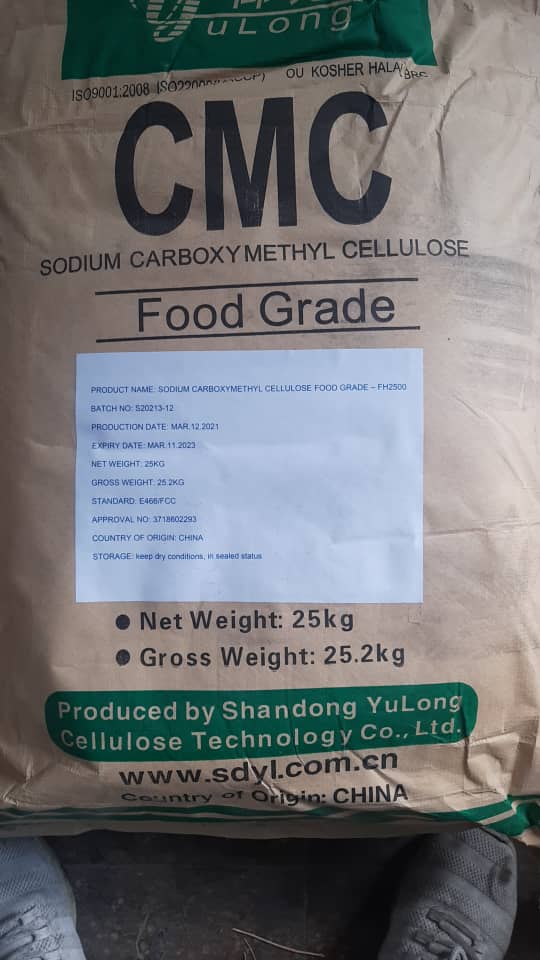 uLong
ISO9001:2008 OU KOSHER HALA
CMC
SODIUM CARBOXYMETHYL CELLULOSE
Food Grade
PRODUCT NAME: SODIUM CARBOXYMETHYL CELLULOSE FOOD GRADE – FH2500
BATCH NO: S20213-12
PRODUCTION DATE: MAR.12.2021
EXPIRY DATE: MAR.11.2023
NET WEIGHT: 25KG
GROSS WEIGHT: 25.2KG
STANDARD: E466/FCC
APPROVAL NO: 3718602293
COUNTRY OF ORIGIN: CHINA
STORAGE: keep dry conditions, in sealed status
● Net Weight: 25kg
● Gross Weight: 25.2kg
Produced by Shandong YuLong
Cellulose Technology Co., Ltd.
www.sdyl.com.cn
Country of Origin: CHINA